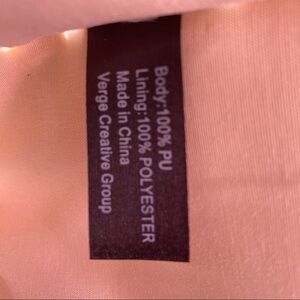 Body:100% PU
Lining:100% POLYESTER
Made in China
Verge Creative Group